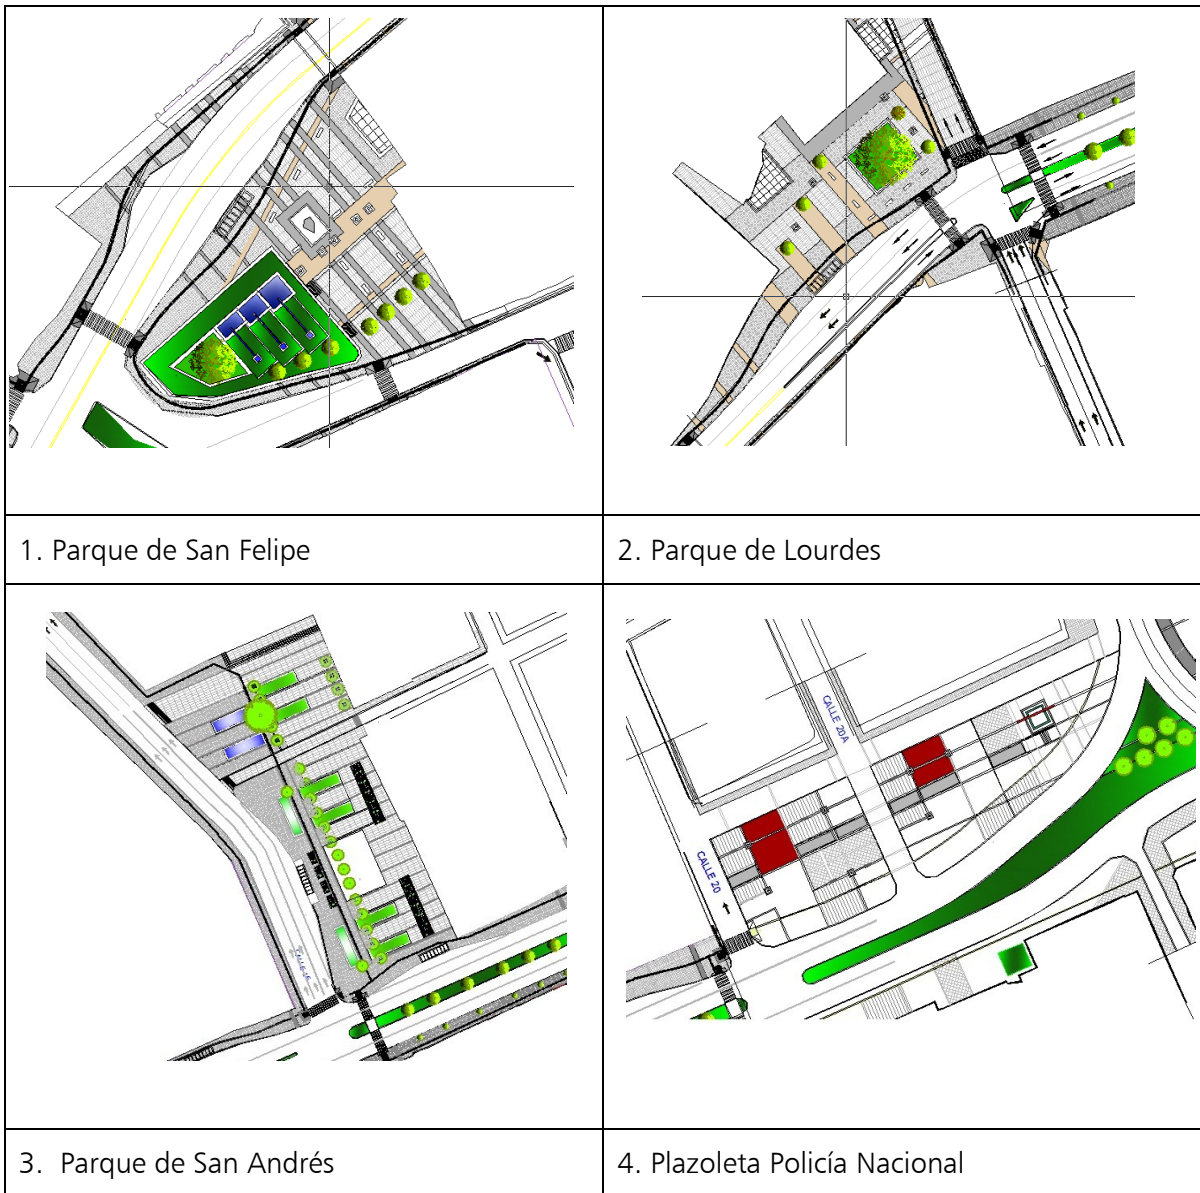 1. Parque de San Felipe
2. Parque de Lourdes
CALLE 20A
CALLE 20
3. Parque de San Andrés
4. Plazoleta Policía Nacional